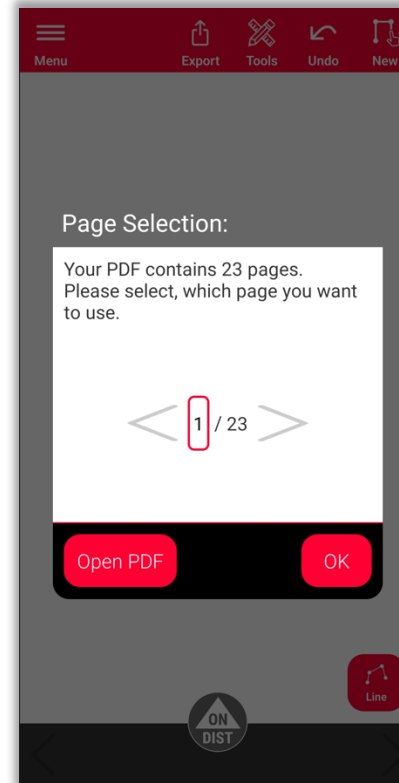 Menu
Export
Tools
Undo
New
Page Selection:
Your PDF contains 23 pages.
Please select, which page you want
to use.
1 / 23
Open PDF
OK
Line
ON
DIST